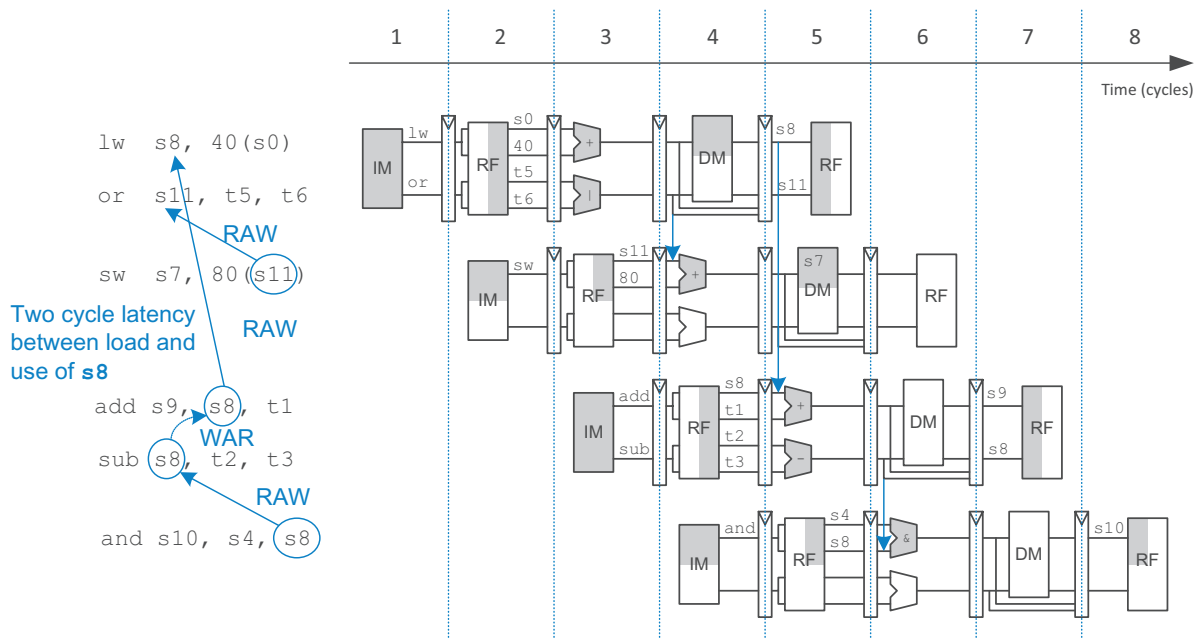 1 2 3 4 5 6 7 8
Time (cycles)
lw s8, 40(s0)
or s11, t5, t6
RAW
sw s7, 80(s11)
Two cycle latency
between load and
use of s8
RAW
add s9, s8, t1
WAR
sub s8, t2, t3
RAW
and s10, s4, s8
IM lw RF s0 40 + DM s8 RF
or t5 t6 | s11
IM sw RF s11 80 + s7 DM RF
IM add RF s8 t1 + DM s9 RF
sub t2 t3 - s8
IM and RF s4 s8 & DM s10 RF